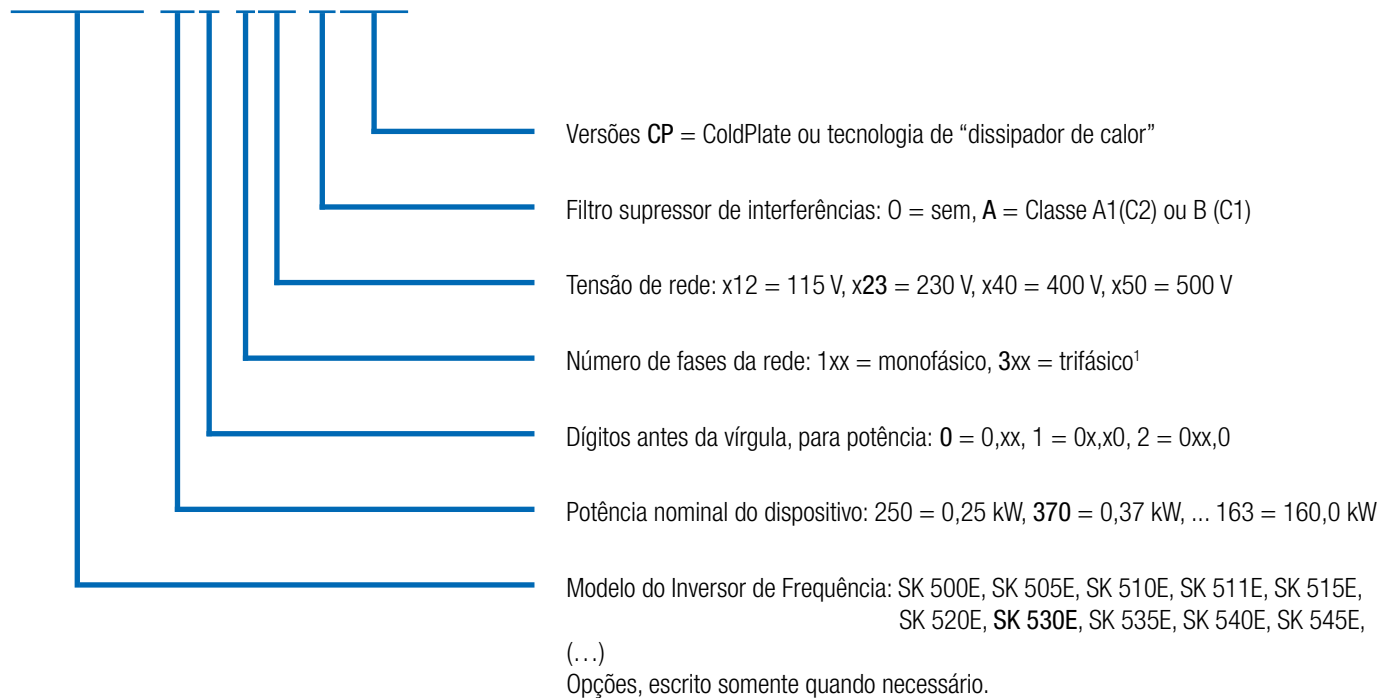 Versões CP = ColdPlate ou tecnologia de “dissipador de calor”
Filtro supressor de interferências: O = sem, A = Classe A1(C2) ou B (C1)
Tensão de rede: x12 = 115 V, x23 = 230 V, x40 = 400 V, x50 = 500 V
Número de fases da rede: 1xx = monofásico, 3xx = trifásico¹
Dígitos antes da vírgula, para potência: 0 = 0,xx, 1 = 0x,x0, 2 = 0xx,0
Potência nominal do dispositivo: 250 = 0,25 kW, 370 = 0,37 kW, ... 163 = 160,0 kW
Modelo do Inversor de Frequência: SK 500E, SK 505E, SK 510E, SK 511E, SK 515E,
SK 520E, SK 530E, SK 535E, SK 540E, SK 545E,
(…)
Opções, escrito somente quando necessário.